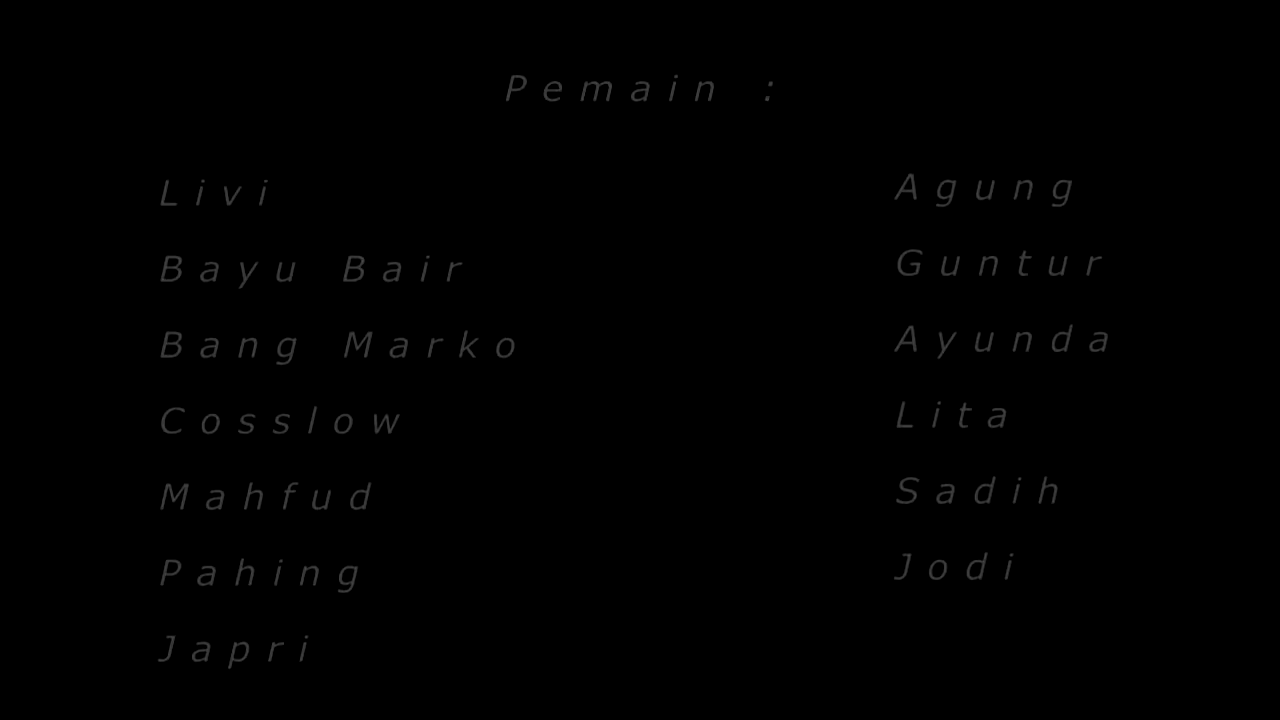 Pemain :
Livi
Bayu Bair
Bang Marko
Cosslow
Mahfud
Pahing
Japri
Agung
Guntur
Ayunda
Lita
Sadih
Jodi